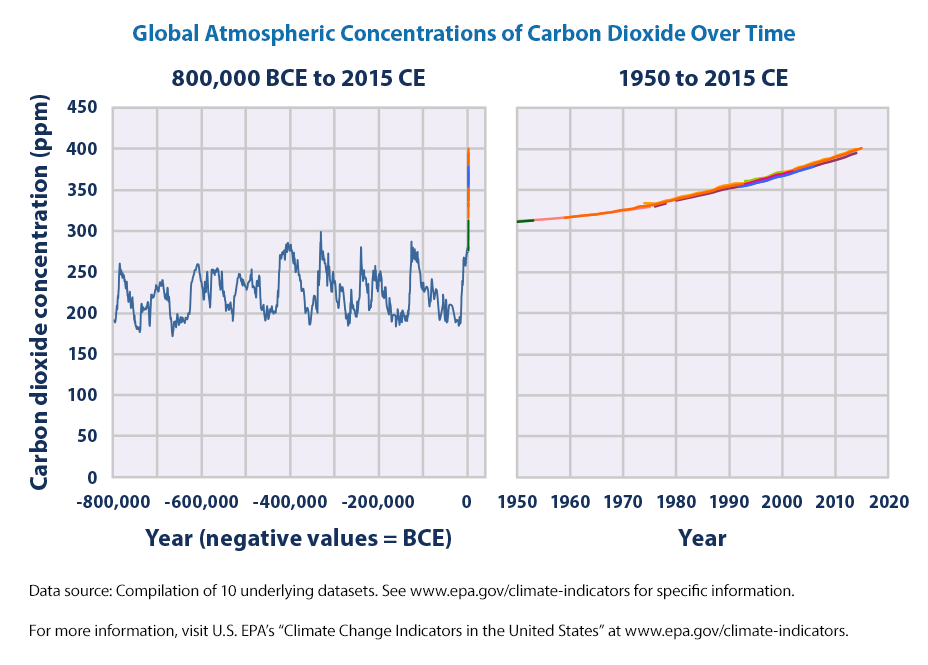 Global Atmospheric Concentrations of Carbon Dioxide Over Time
800,000 BCE to 2015 CE
1950 to 2015 CE
Carbon dioxide concentration (ppm)
450
400
350
300
250
200
150
100
50
0
-800,000 -600,000 -400,000 -200,000 0
1950 1960 1970 1980 1990 2000 2010 2020
Year (negative values = BCE)
Year
Data source: Compilation of 10 underlying datasets. See www.epa.gov/climate-indicators for specific information.
For more information, visit U.S. EPA’s “Climate Change Indicators in the United States” at www.epa.gov/climate-indicators.